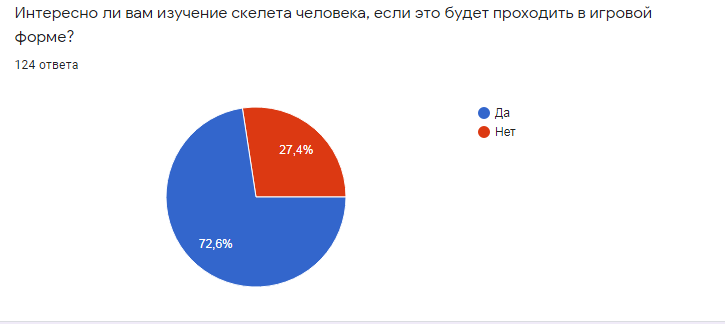 Интересно ли вам изучение скелета человека, если это будет проходить в игровой
форме?
124 ответа
Да
Нет
27,4%
72,6%